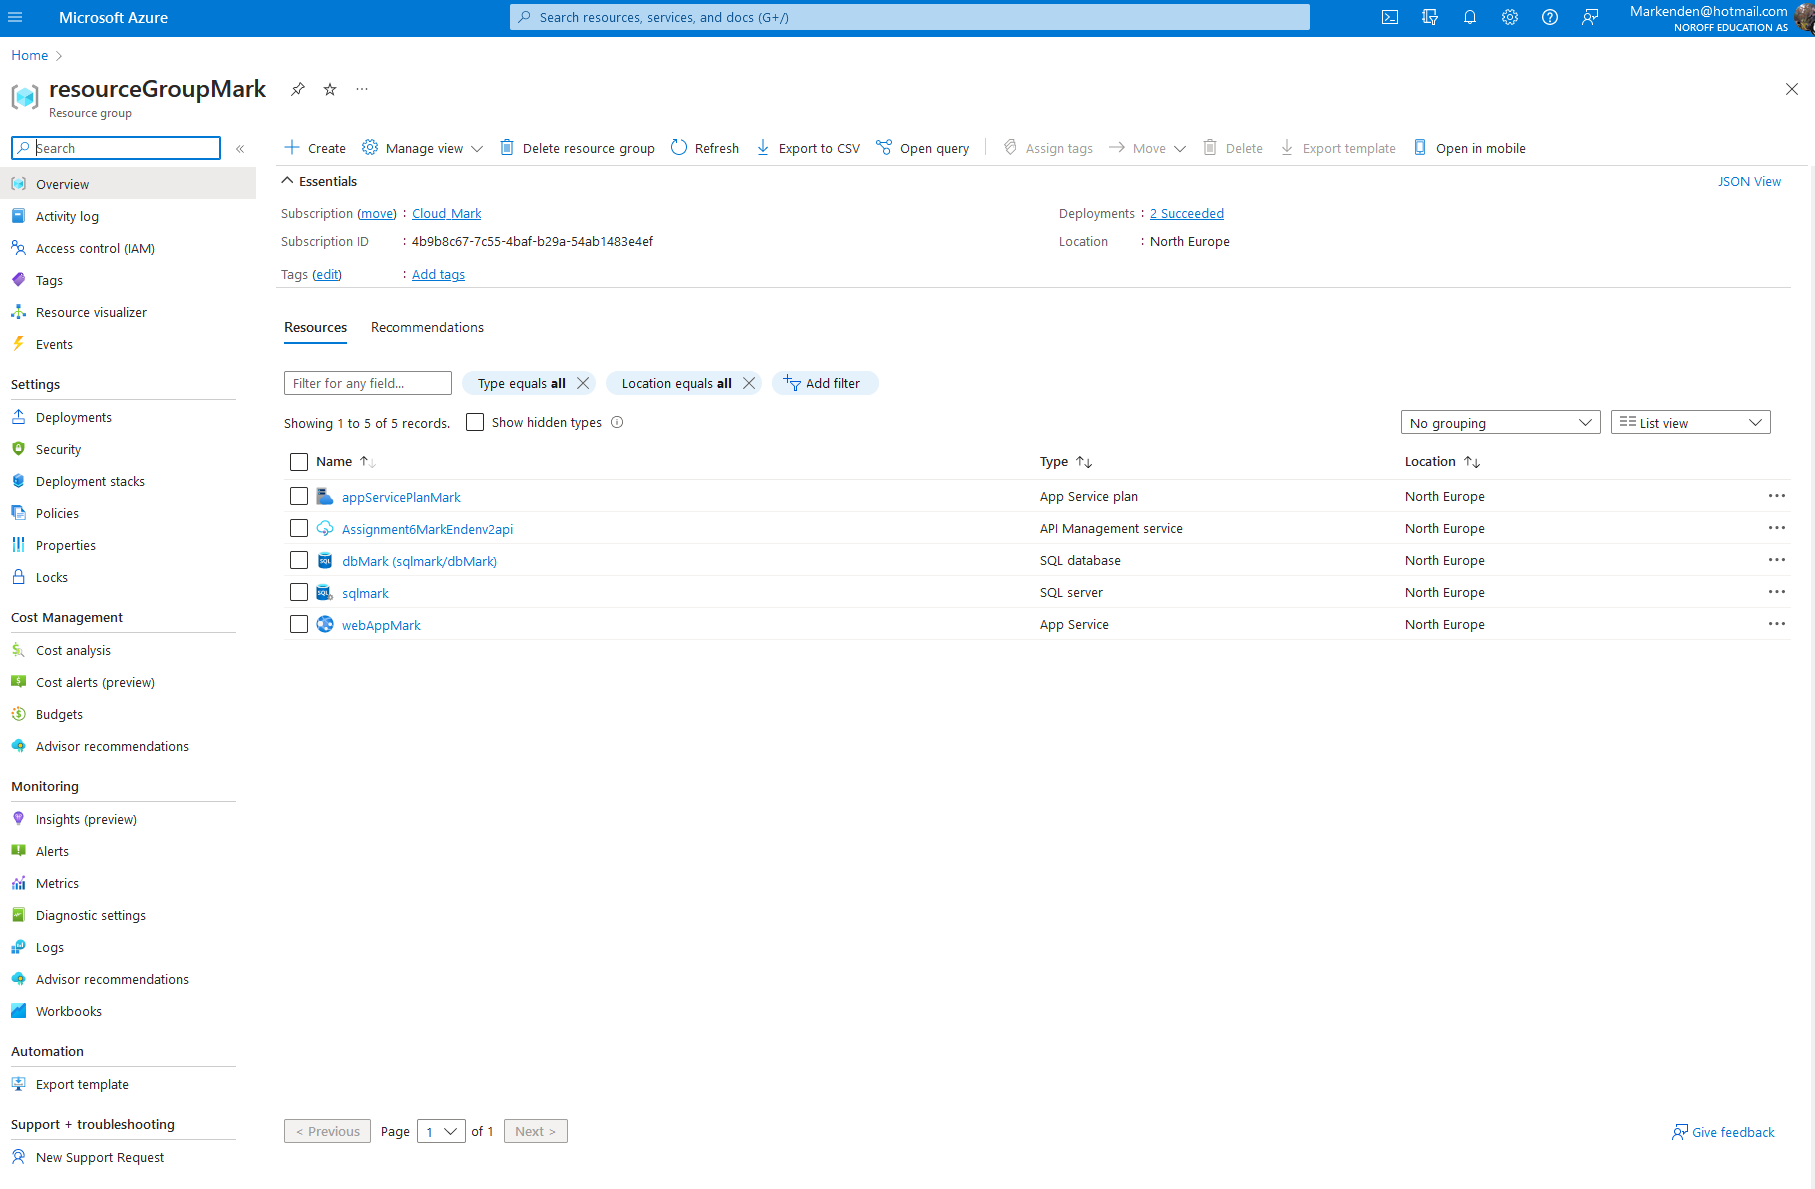 Microsoft Azure
Search resources, services, and docs (G+/)
Markenden@hotmail.com
NOROFF EDUCATION AS
Home
resourceGroupMark
Resource group
Search
Create
Manage view
Delete resource group
Refresh
Export to CSV
Open query
Assign tags
Move
Delete
Export template
Open in mobile
Overview
Activity log
Access control (IAM)
Tags
Resource visualizer
Events
Settings
Deployments
Security
Deployment stacks
Policies
Properties
Locks
Cost Management
Cost analysis
Cost alerts (preview)
Budgets
Advisor recommendations
Monitoring
Insights (preview)
Alerts
Metrics
Diagnostic settings
Logs
Advisor recommendations
Workbooks
Automation
Export template
Support + troubleshooting
New Support Request
Essentials
JSON View
Subscription (move) : Cloud_Mark
Subscription ID : 4b9b8c67-7c55-4baf-b29a-54ab1483e4ef
Tags (edit) : Add tags
Deployments : 2 Succeeded
Location : North Europe
Resources
Recommendations
Filter for any field...
Type equals all
Location equals all
Add filter
Showing 1 to 5 of 5 records.
Show hidden types
No grouping
List view
Name Type Location
appServicePlanMark App Service plan North Europe
Assignment6MarkEndenv2api API Management service North Europe
dbMark (sqlmark/dbMark) SQL database North Europe
sqlmark SQL server North Europe
webAppMark App Service North Europe
< Previous Page 1 of 1 Next >
Give feedback